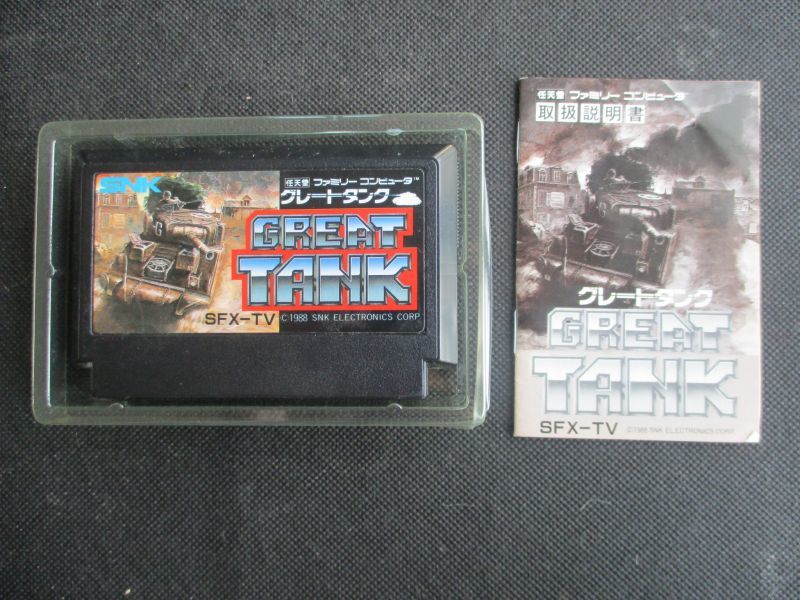 SNK
任天堂 ファミリー コンピュータ™
グレートタンク
GREAT
TANK
SFX-TV
©1988 SNK ELECTRONICS CORP
任天堂 ファミリー コンピュータ
取扱説明書
グレートタンク
GREAT
TANK
SFX-TV
©1988 SNK ELECTRONICS CORP